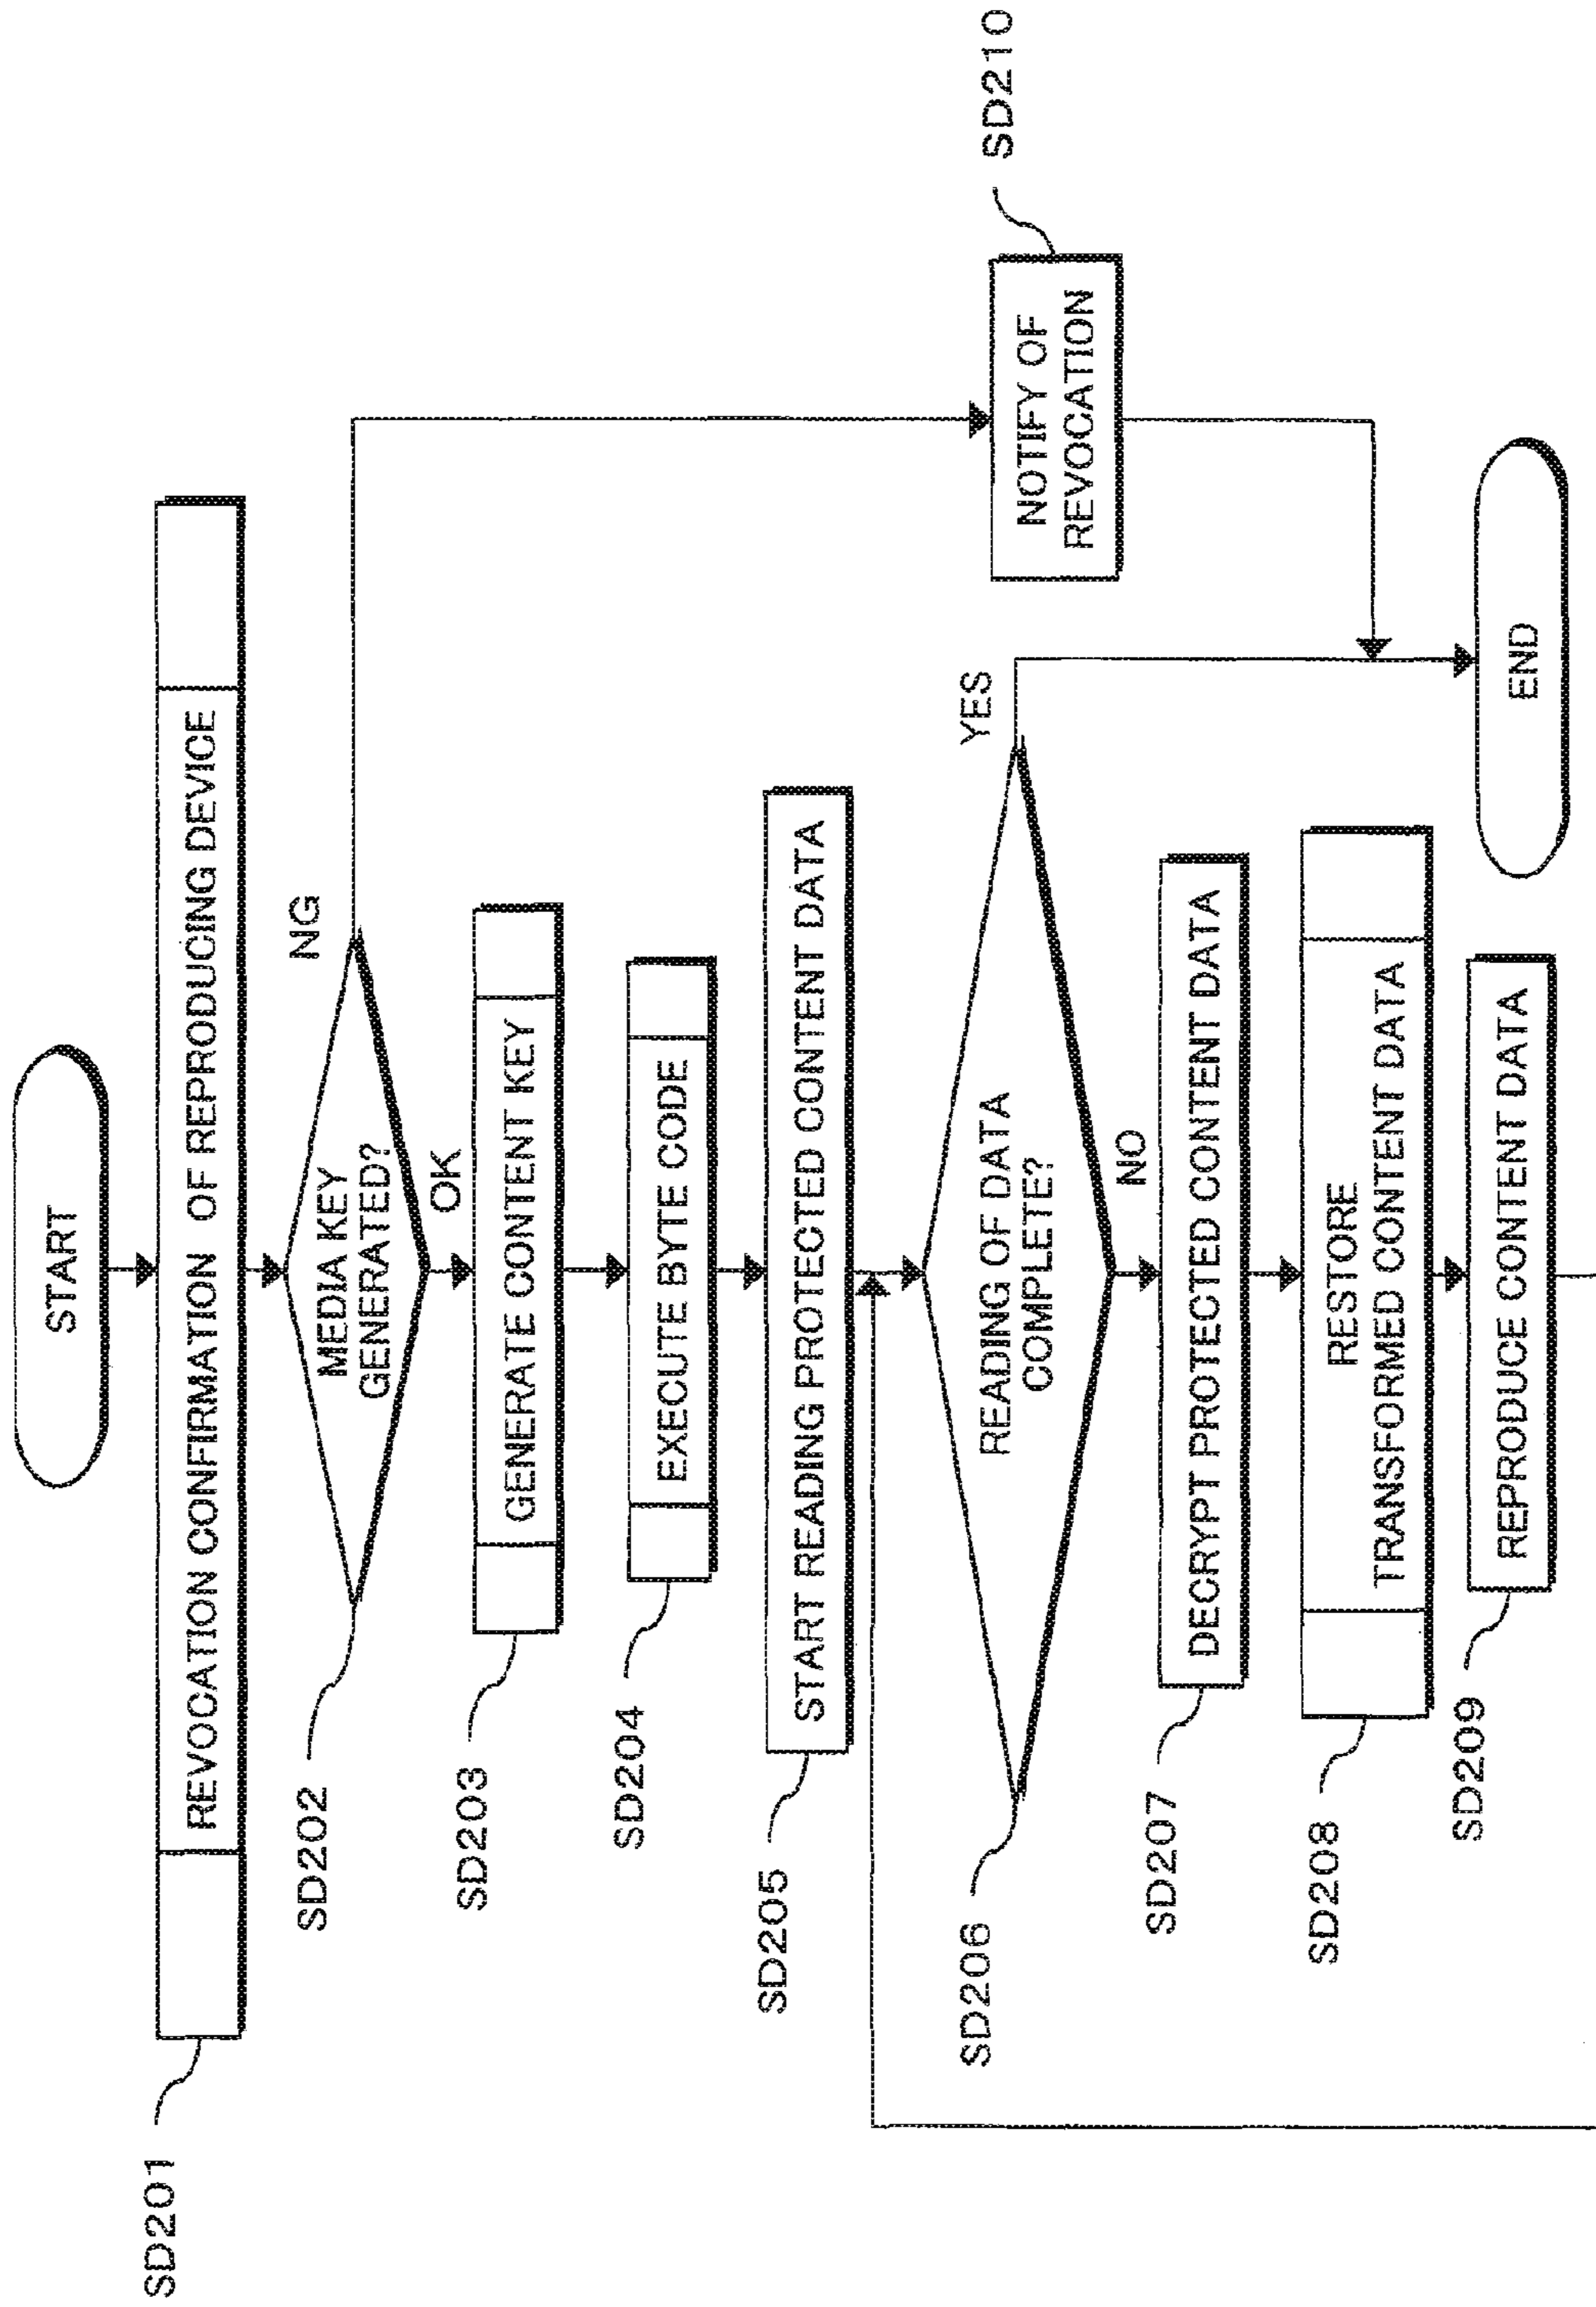 START
SD201
REVOCATION CONFIRMATION OF REPRODUCING DEVICE
SD202
MEDIA KEY
GENERATED?
NG
OK
SD203
GENERATE CONTENT KEY
SD204
EXECUTE BYTE CODE
SD205
START READING PROTECTED CONTENT DATA
SD206
READING OF DATA
COMPLETE?
YES
NO
SD207
DECRYPT PROTECTED CONTENT DATA
SD208
RESTORE
TRANSFORMED CONTENT DATA
SD209
REPRODUCE CONTENT DATA
SD210
NOTIFY OF
REVOCATION
END